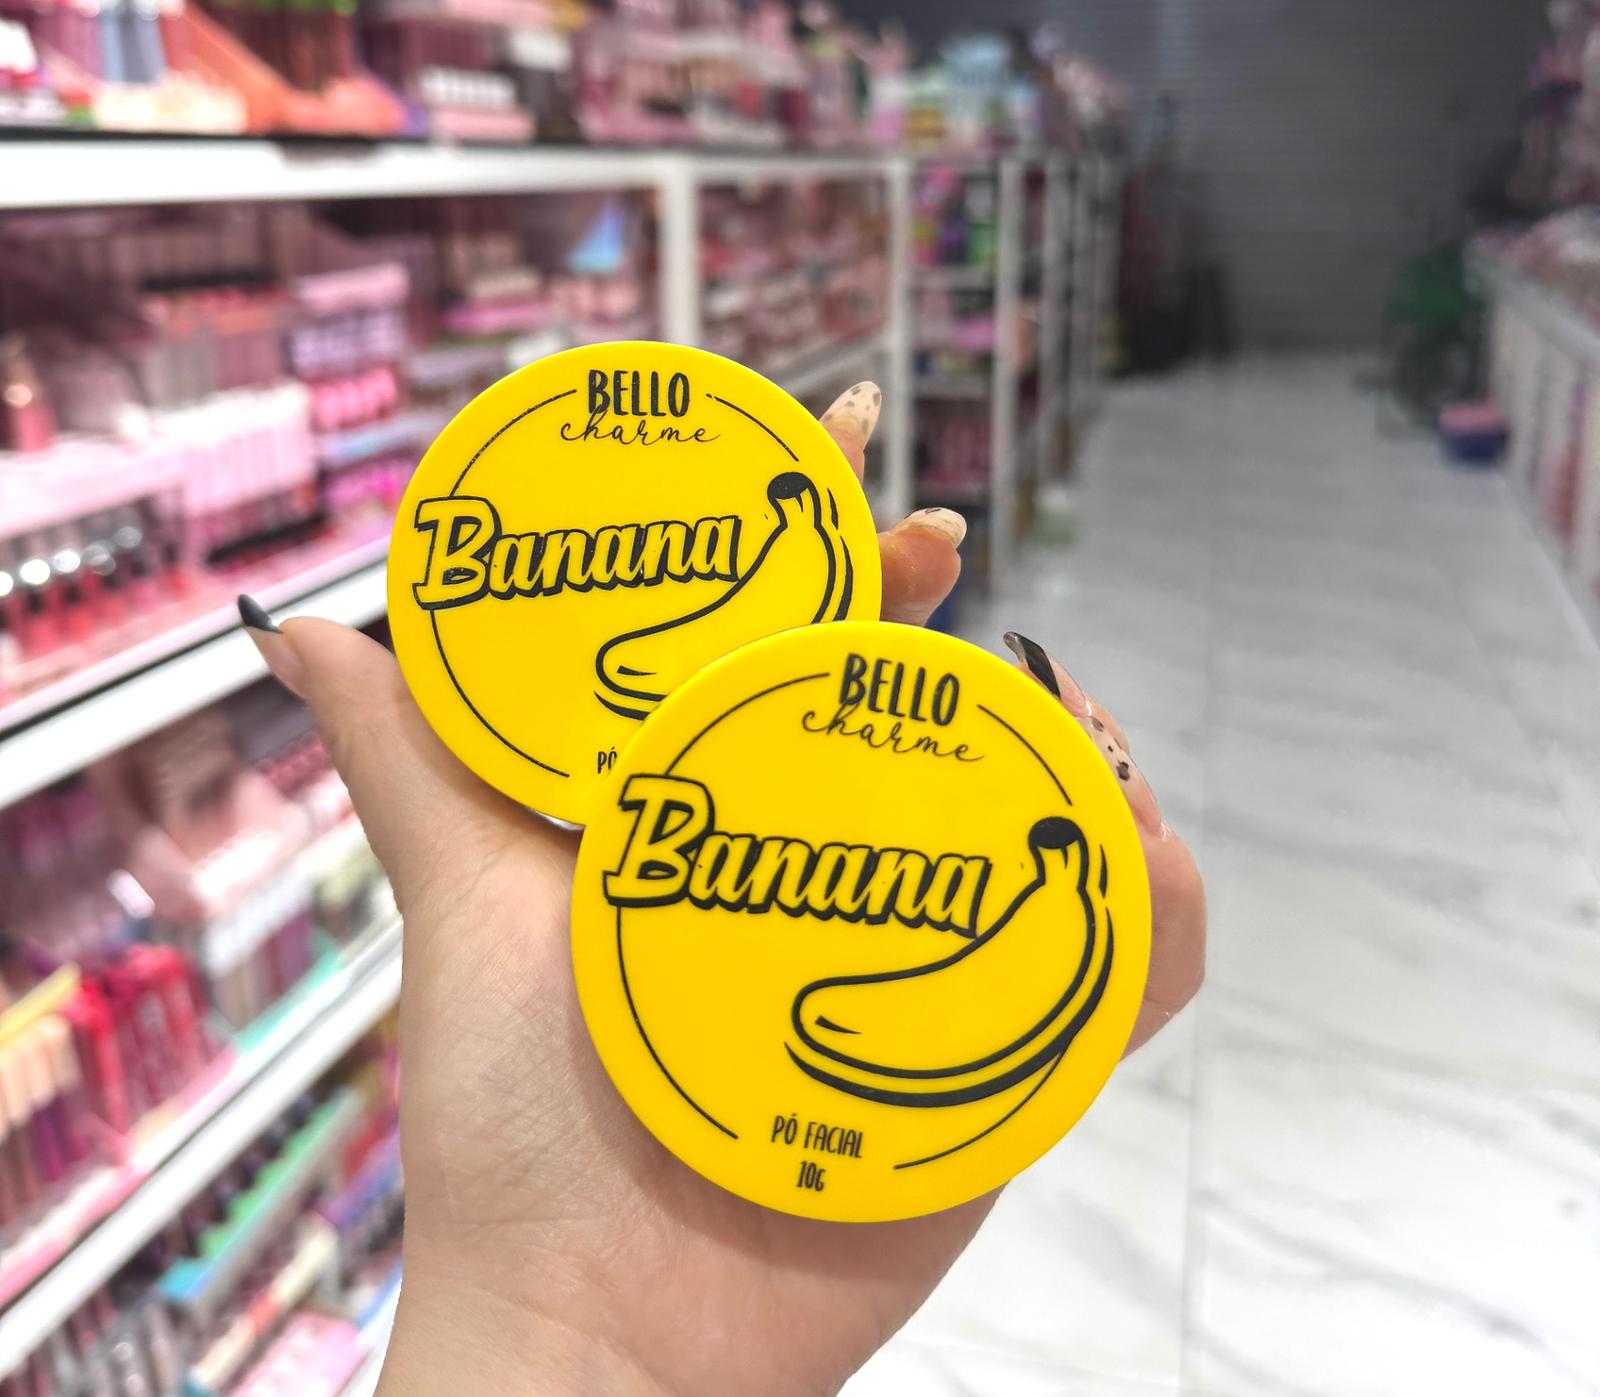 BELLO
charme
Banana
PÓ
BELLO
charme
Banana
PÓ FACIAL
10G